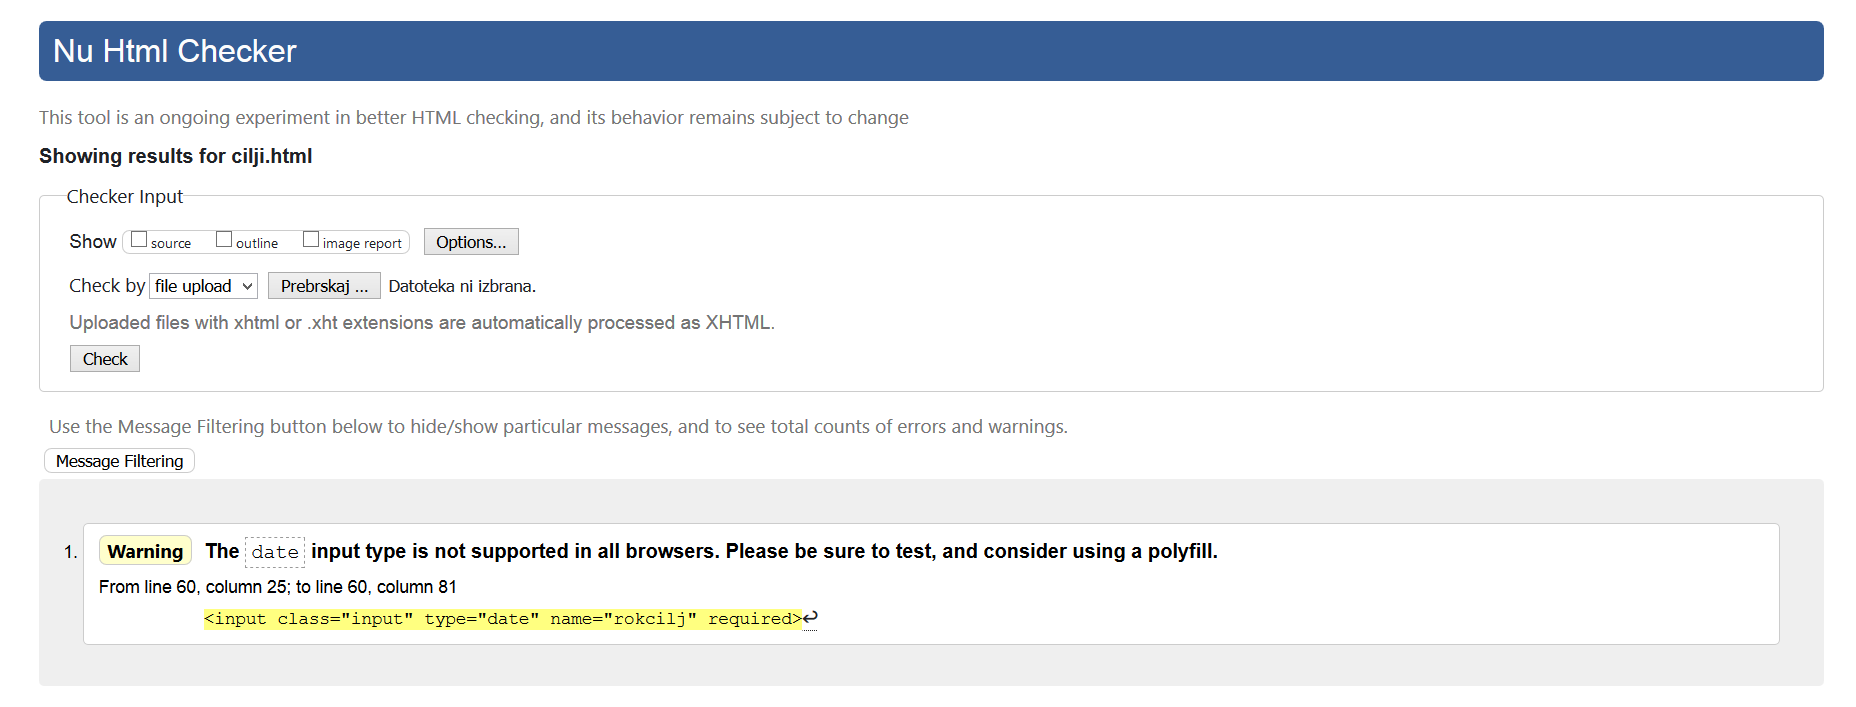 Nu Html Checker
This tool is an ongoing experiment in better HTML checking, and its behavior remains subject to change
Showing results for cilji.html
Checker Input
Show source outline image report Options...
Check by file upload Prebrskaj ... Datoteka ni izbrana.
Uploaded files with xhtml or .xht extensions are automatically processed as XHTML.
Check
Use the Message Filtering button below to hide/show particular messages, and to see total counts of errors and warnings.
Message Filtering
1. Warning The date input type is not supported in all browsers. Please be sure to test, and consider using a polyfill.
From line 60, column 25; to line 60, column 81
<input class="input" type="date" name="rokcilj" required>↩